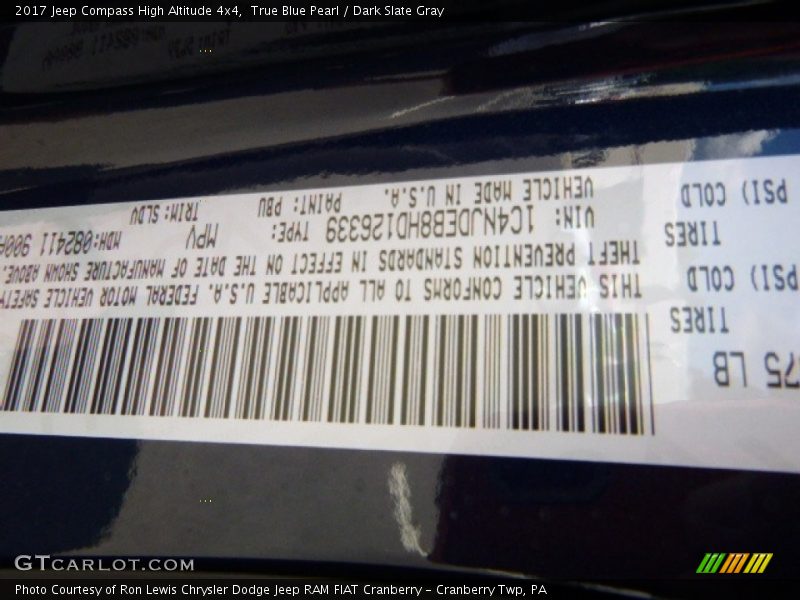 2017 Jeep Compass High Altitude 4x4, True Blue Pearl / Dark Slate Gray
75 LB
TIRES
PSI) COLD
TIRES
PSI) COLD
THIS VEHICLE CONFORMS TO ALL APPLICABLE U.S.A. FEDERAL MOTOR VEHICLE SAFETY
THEFT PREVENTION STANDARDS IN EFFECT ON THE DATE OF MANUFACTURE SHOWN ABOVE.
VIN: 1C4NJDEB8HD126339 TYPE: MPV MDH:082411
VEHICLE MADE IN U.S.A. PAINT: PBU TRIM: SLDV
GTCARLOT.COM
Photo Courtesy of Ron Lewis Chrysler Dodge Jeep RAM FIAT Cranberry – Cranberry Twp, PA